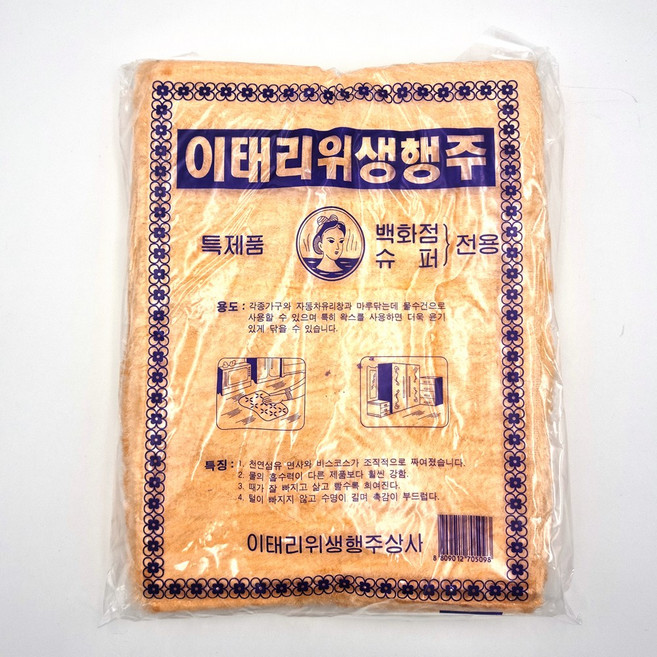 이태리위생행주
특제품
백화점
슈 퍼
} 전용
용도 : 각종가구와 자동차유리창과 마루닦는데 물수건으로
사용할 수 있으며 특히 왁스를 사용하면 더욱 윤기
있게 닦을 수 있습니다.
특징 : 1. 천연섬유 면사와 비스코스가 조직적으로 짜여졌습니다.
2. 물의 흡수력이 다른 제품보다 훨씬 강함.
3. 때가 잘 빠지고 삶고 빨수록 희여진다.
4. 털이 빠지지 않고 수명이 길며 촉감이 부드럽다.
이태리위생행주상사
8 809012 705098